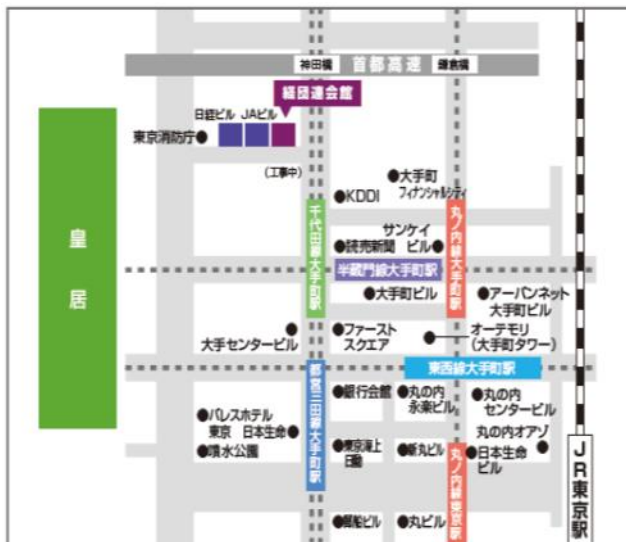 神田橋 首都高速 鎌倉橋
経団連会館
日経ビル JAビル
東京消防庁●
(工事中)
●大手町
フィナンシャルシティ
●KDDI
サンケイ
●読売新聞 ビル●
千代田線大手町駅
丸ノ内線大手町駅
半蔵門線大手町駅
皇居
●大手町ビル
●アーバンネット
大手町ビル
大手センタービル
●ファースト
スクエア
オーテモリ
(大手町タワー)
東西線大手町駅
都営三田線大手町駅
●銀行会館
●丸の内
永楽ビル
●丸の内
センタービル
●パレスホテル
東京 日本生命●
●噴水公園
●東京海上
日動
●新丸ビル
丸の内オアゾ
●日本生命
ビル
丸ノ内線東京駅
JR東京駅
●郵船ビル
●丸ビル